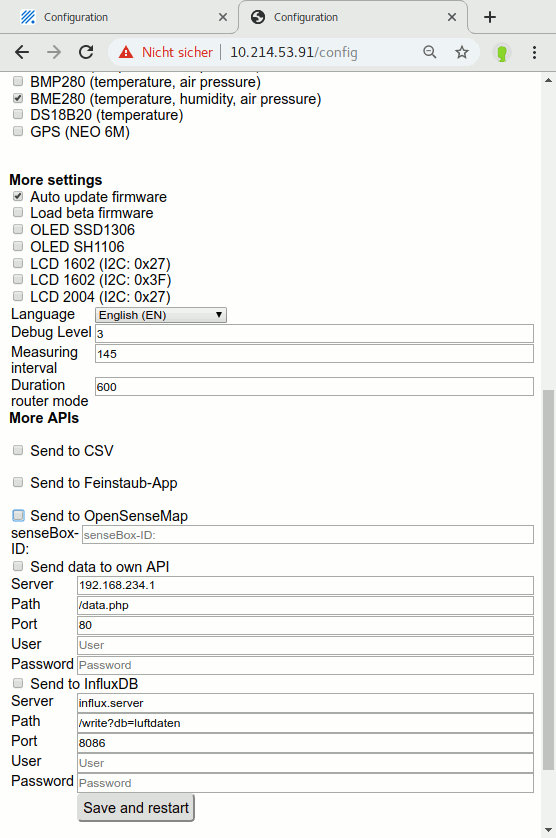 Configuration
Configuration
Nicht sicher 10.214.53.91/config
BMP280 (temperature, air pressure)
BME280 (temperature, humidity, air pressure)
DS18B20 (temperature)
GPS (NEO 6M)
More settings
Auto update firmware
Load beta firmware
OLED SSD1306
OLED SH1106
LCD 1602 (I2C: 0x27)
LCD 1602 (I2C: 0x3F)
LCD 2004 (I2C: 0x27)
Language English (EN)
Debug Level 3
Measuring interval 145
Duration router mode 600
More APIs
Send to CSV
Send to Feinstaub-App
Send to OpenSenseMap
senseBox-ID: senseBox-ID:
Send data to own API
Server 192.168.234.1
Path /data.php
Port 80
User User
Password Password
Send to InfluxDB
Server influx.server
Path /write?db=luftdaten
Port 8086
User User
Password Password
Save and restart